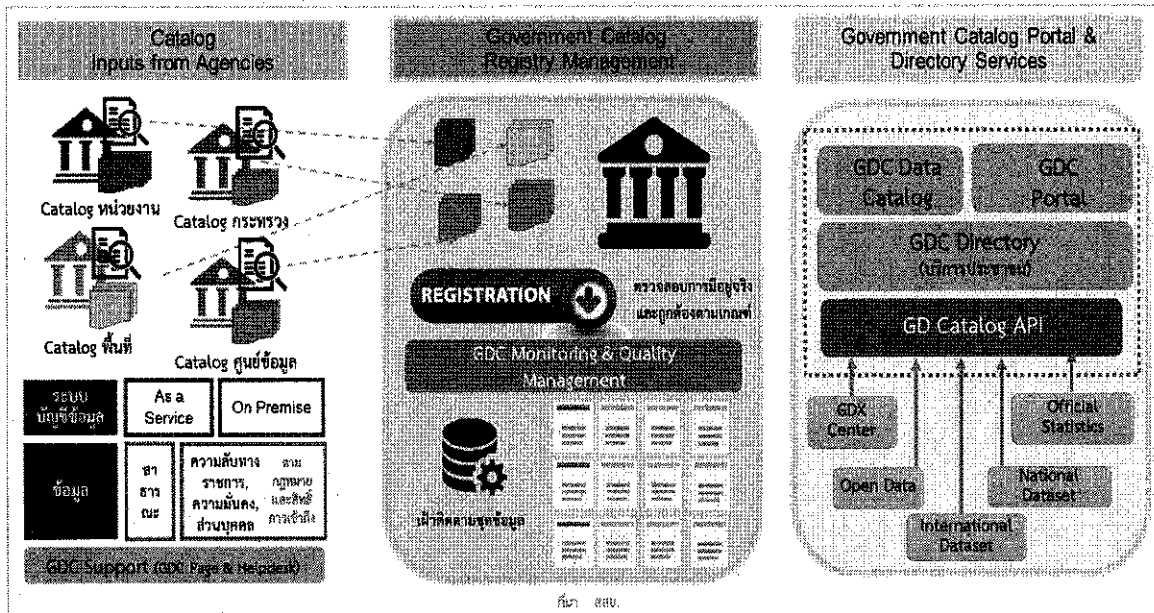 Catalog
Inputs from Agencies
Catalog หน่วยงาน
Catalog กระทรวง
Catalog พื้นที่
Catalog ศูนย์ข้อมูล
ระบบ
บัญชีข้อมูล
As a
Service
On Premise
ข้อมูล
สา
ธาร
ณะ
ความลับทาง
ราชการ,
ความมั่นคง,
ส่วนบุคคล
ตาม
กฎหมาย
และสิทธิ์
การเข้าถึง
GDC Support (GDC Page & Helpdesk)
Government Catalog
Registry Management
REGISTRATION
ตรวจสอบการมีอยู่จริง
และถูกต้องตามเกณฑ์
GDC Monitoring & Quality
Management
เฝ้าติดตามชุดข้อมูล
Government Catalog Portal &
Directory Services
GDC Data
Catalog
GDC
Portal
GDC Directory
(บริการประชาชน)
GD Catalog API
GDX
Center
Official
Statistics
Open Data
National
Dataset
International
Dataset
ที่มา สสช.